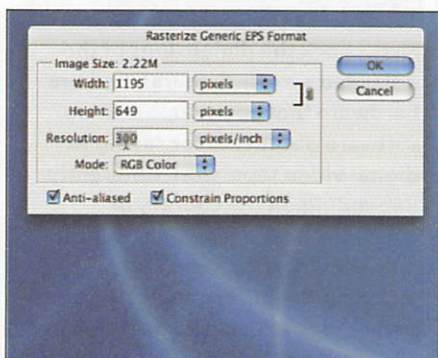 Rasterize Generic EPS Format
Image Size: 2.22M
Width: 1195 pixels
Height: 649 pixels
Resolution: 300 pixels/inch
Mode: RGB Color
Anti-aliased Constrain Proportions
OK
Cancel